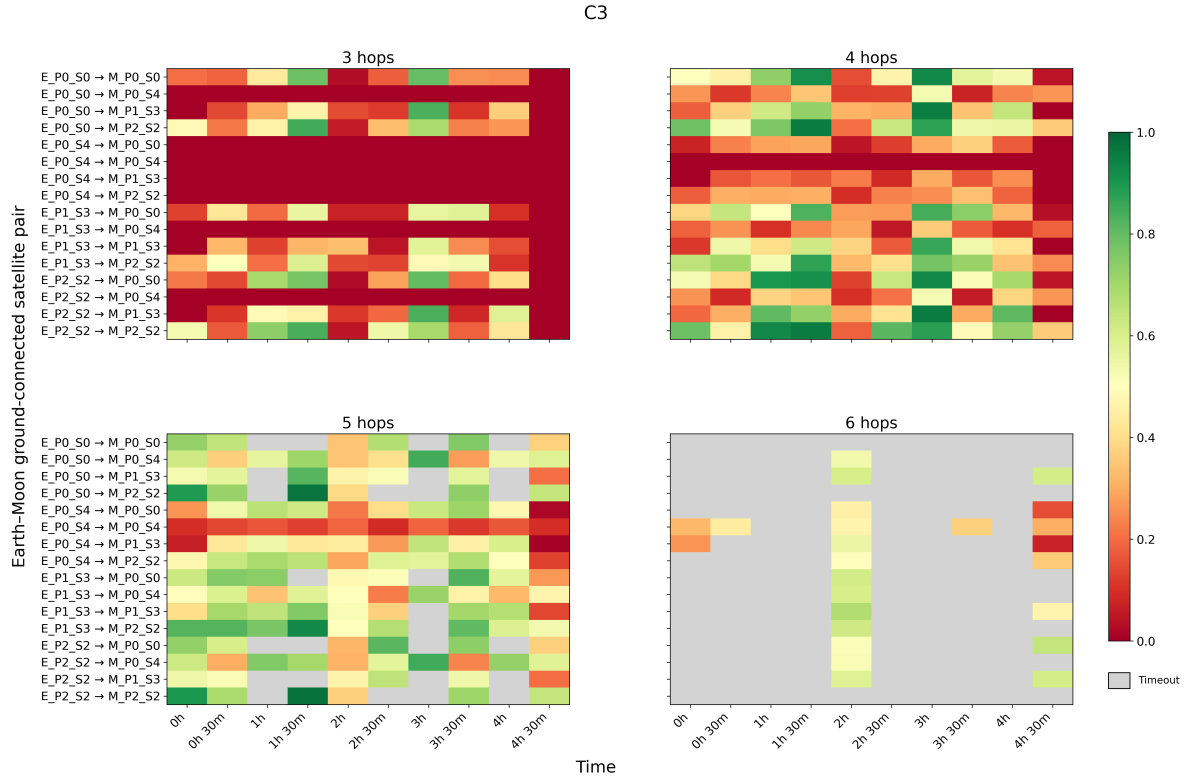 C3
3 hops
4 hops
E_P0_S0 → M_P0_S0
E_P0_S0 → M_P0_S4
E_P0_S0 → M_P1_S3
E_P0_S0 → M_P2_S2
E_P0_S4 → M_P0_S0
E_P0_S4 → M_P0_S4
E_P0_S4 → M_P1_S3
E_P0_S4 → M_P2_S2
E_P1_S3 → M_P0_S0
E_P1_S3 → M_P0_S4
E_P1_S3 → M_P1_S3
E_P1_S3 → M_P2_S2
E_P2_S2 → M_P0_S0
E_P2_S2 → M_P0_S4
E_P2_S2 → M_P1_S3
E_P2_S2 → M_P2_S2
Earth–Moon ground-connected satellite pair
5 hops
6 hops
E_P0_S0 → M_P0_S0
E_P0_S0 → M_P0_S4
E_P0_S0 → M_P1_S3
E_P0_S0 → M_P2_S2
E_P0_S4 → M_P0_S0
E_P0_S4 → M_P0_S4
E_P0_S4 → M_P1_S3
E_P0_S4 → M_P2_S2
E_P1_S3 → M_P0_S0
E_P1_S3 → M_P0_S4
E_P1_S3 → M_P1_S3
E_P1_S3 → M_P2_S2
E_P2_S2 → M_P0_S0
E_P2_S2 → M_P0_S4
E_P2_S2 → M_P1_S3
E_P2_S2 → M_P2_S2
0h
0h 30m
1h
1h 30m
2h
2h 30m
3h
3h 30m
4h
4h 30m
0h
0h 30m
1h
1h 30m
2h
2h 30m
3h
3h 30m
4h
4h 30m
Time
1.0
0.8
0.6
0.4
0.2
0.0
Timeout